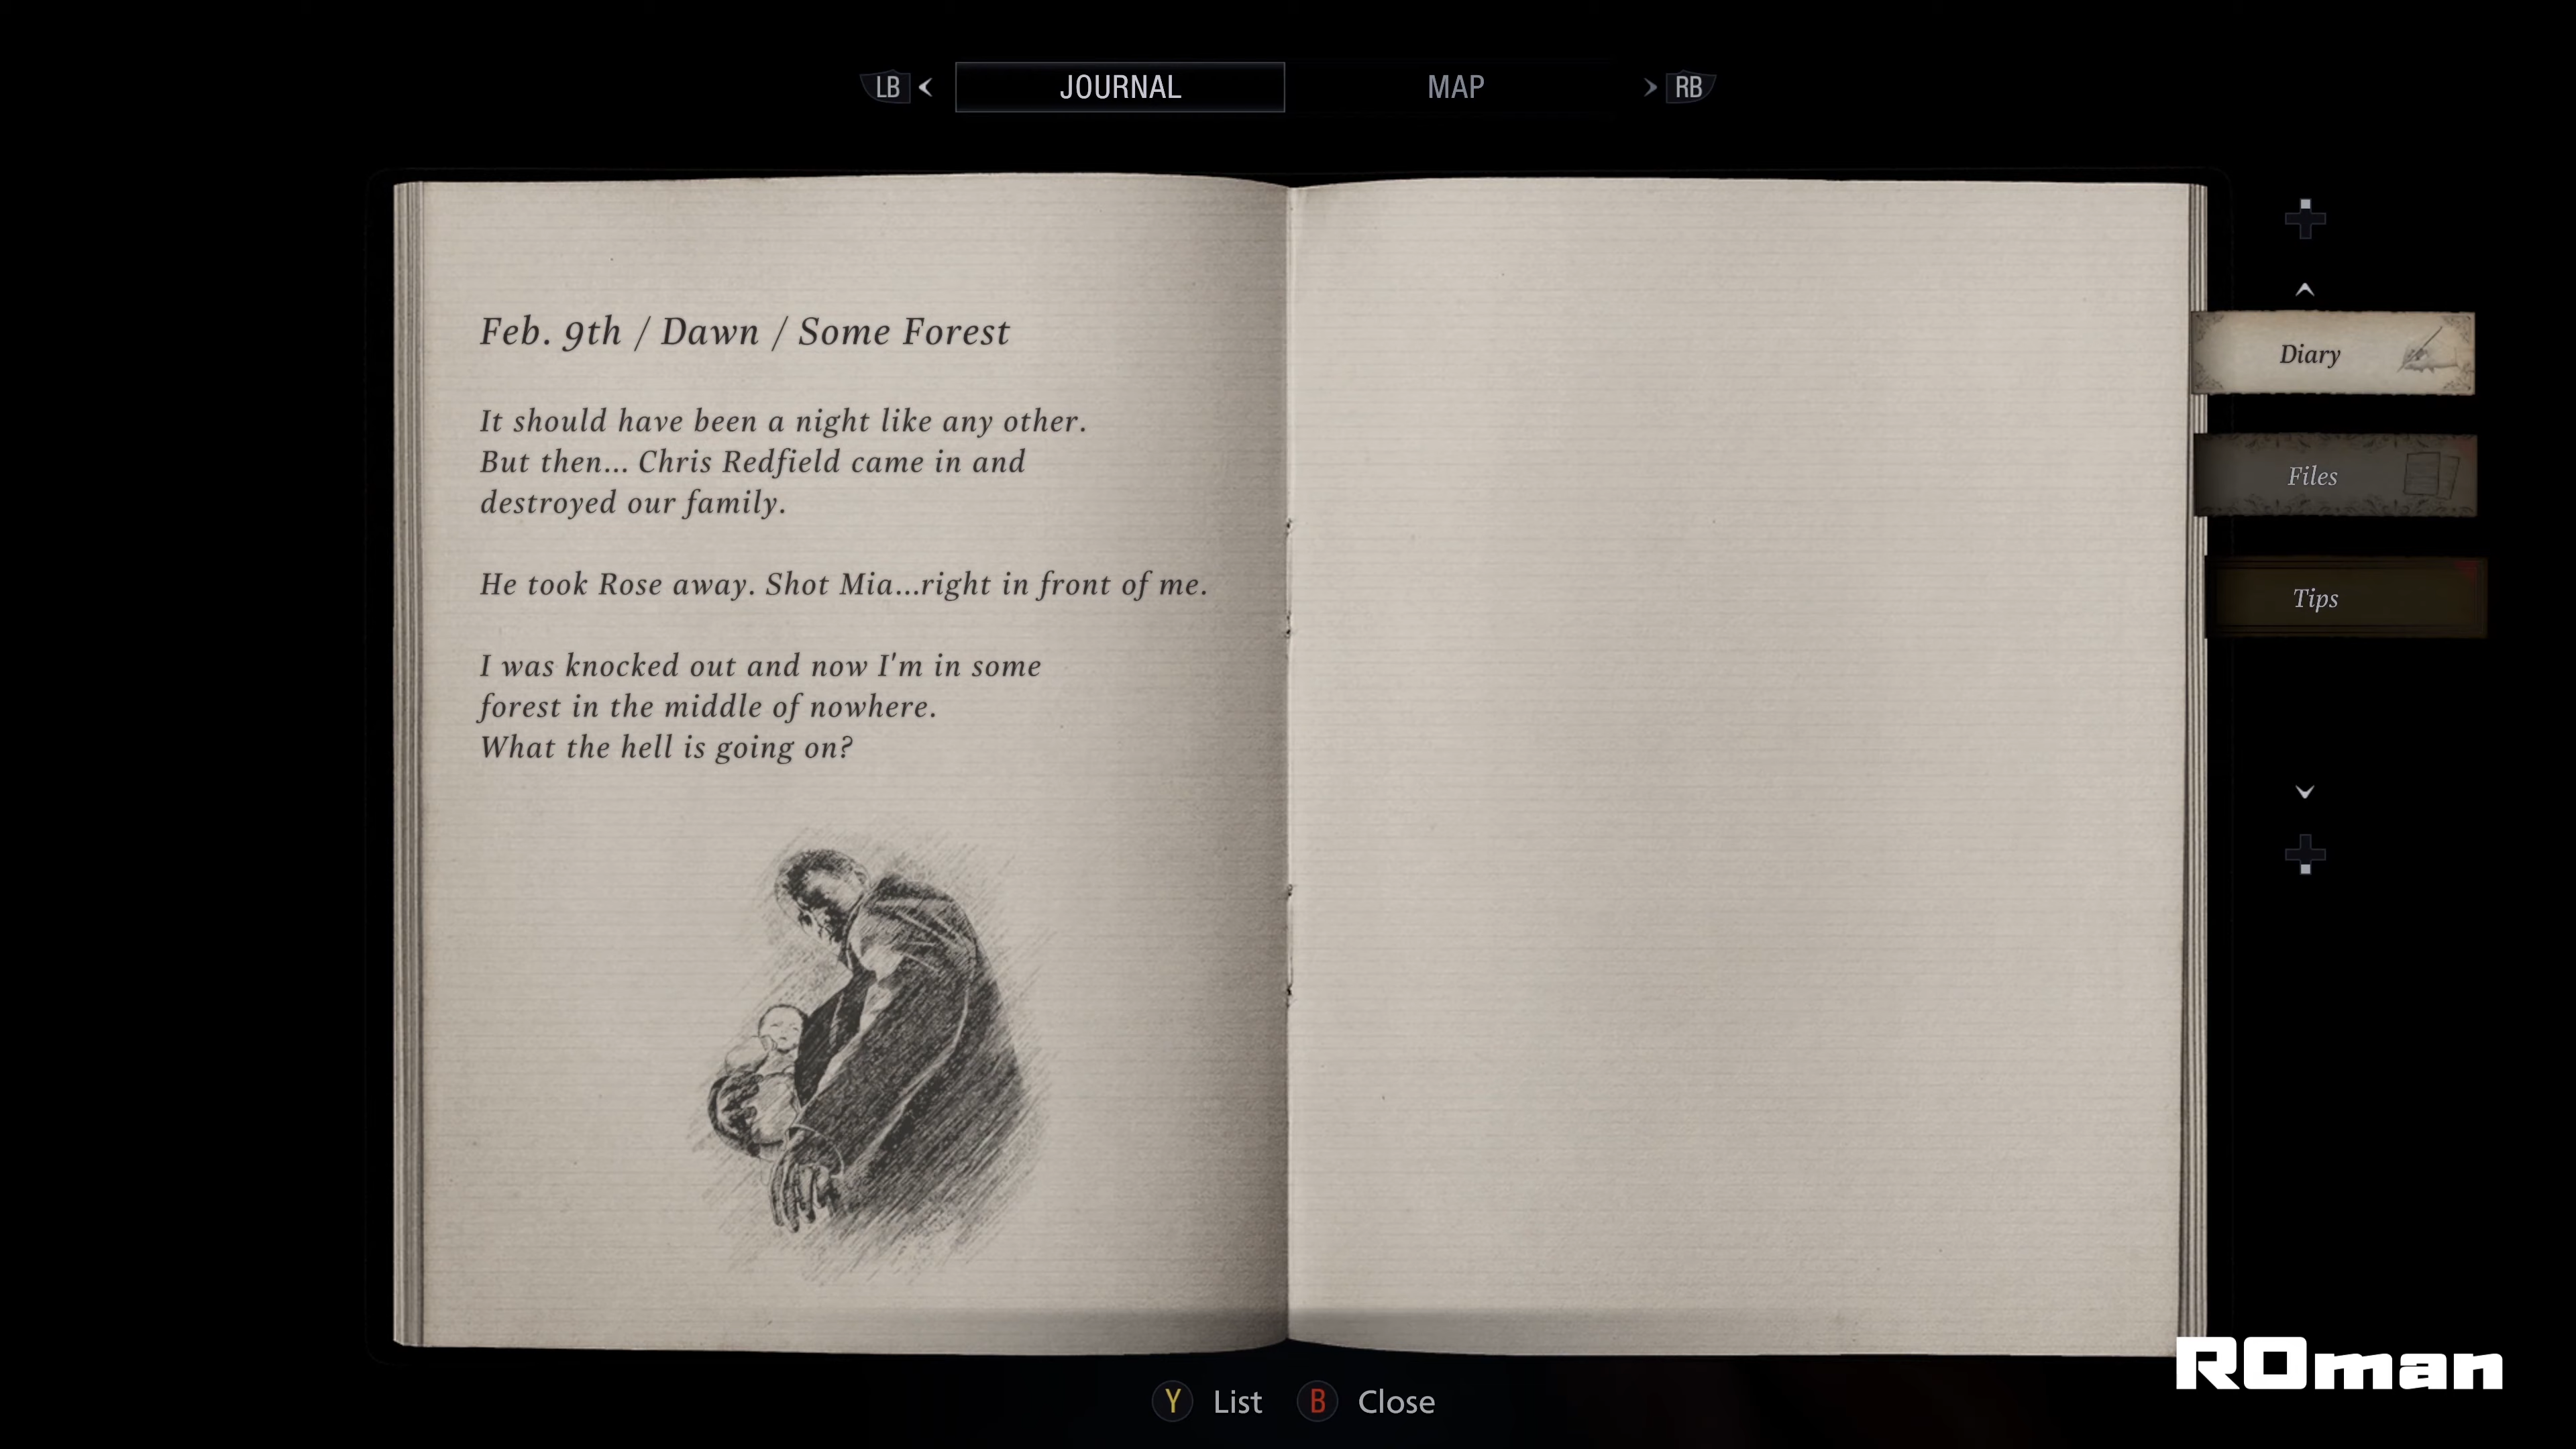 LB
JOURNAL
MAP
RB
Feb. 9th / Dawn / Some Forest
It should have been a night like any other.
But then... Chris Redfield came in and
destroyed our family.
He took Rose away. Shot Mia...right in front of me.
I was knocked out and now I'm in some
forest in the middle of nowhere.
What the hell is going on?
Diary
Files
Tips
Y List B Close
ROman